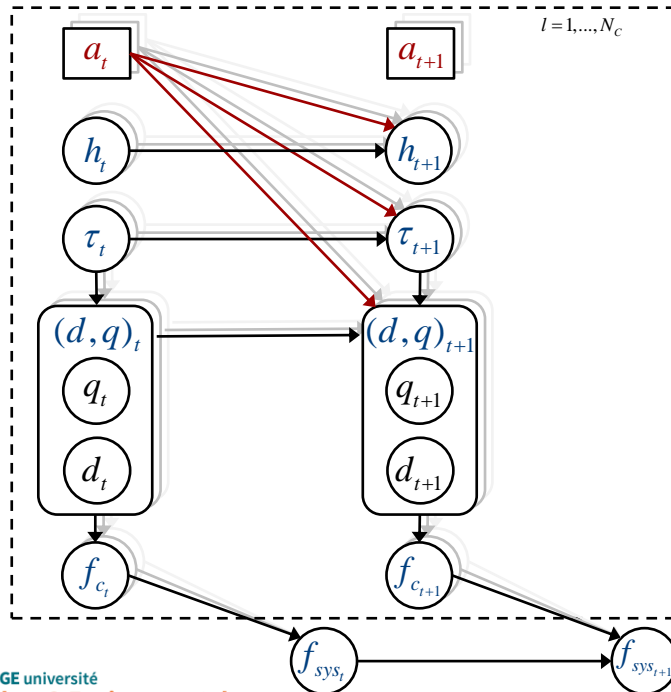 l = 1,...,N_C
a_t a_{t+1}
h_t h_{t+1}
τ_t τ_{t+1}
(d,q)_t (d,q)_{t+1}
q_t q_{t+1}
d_t d_{t+1}
f_{c_t} f_{c_{t+1}}
f_{sys_t} f_{sys_{t+1}}
GE université